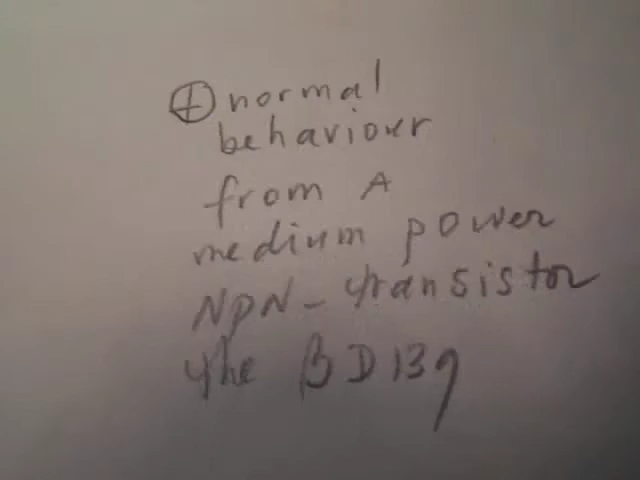 ① normal
behaviour
from A
medium power
NPN-transistor
the BD139